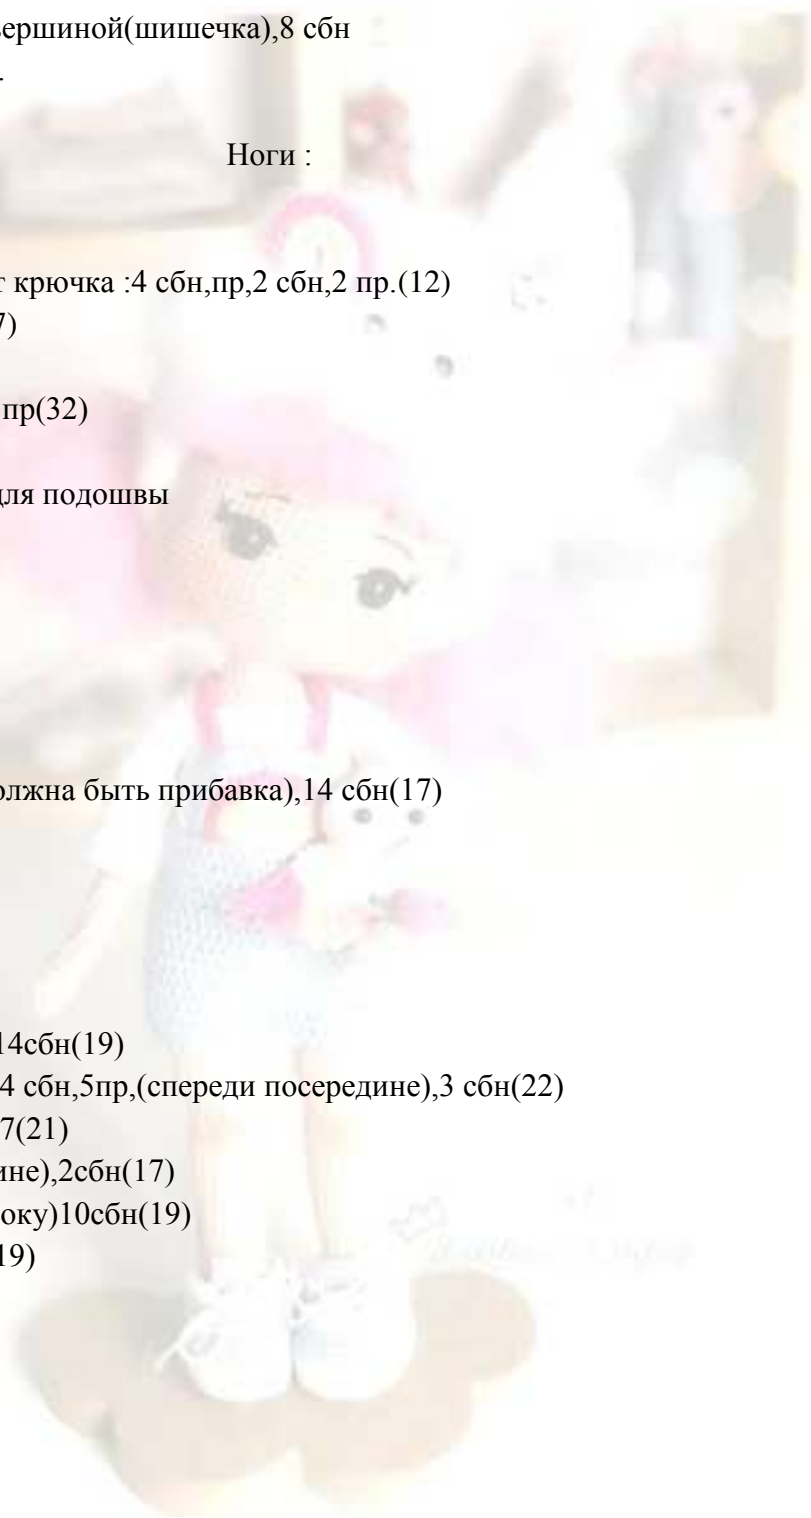 ершиной(шишечка),8 сбн
.
Ноги :
крючка :4 сбн,пр,2 сбн,2 пр.(12)
7)
пр(32)
для подошвы
олжна быть прибавка),14 сбн(17)
14сбн(19)
4 сбн,5пр,(спереди посередине),3 сбн(22)
7(21)
ине),2сбн(17)
оку)10сбн(19)
19)